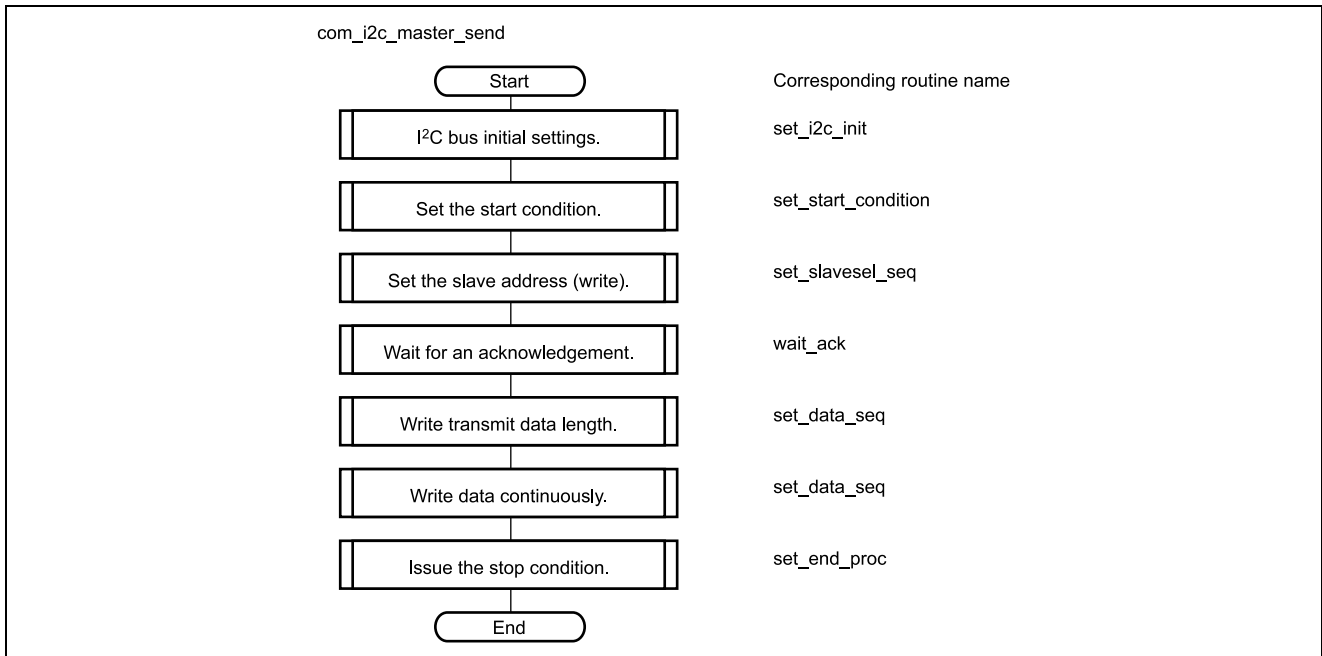 com_i2c_master_send
Start
Corresponding routine name
I²C bus initial settings.
set_i2c_init
Set the start condition.
set_start_condition
Set the slave address (write).
set_slavesel_seq
Wait for an acknowledgement.
wait_ack
Write transmit data length.
set_data_seq
Write data continuously.
set_data_seq
Issue the stop condition.
set_end_proc
End